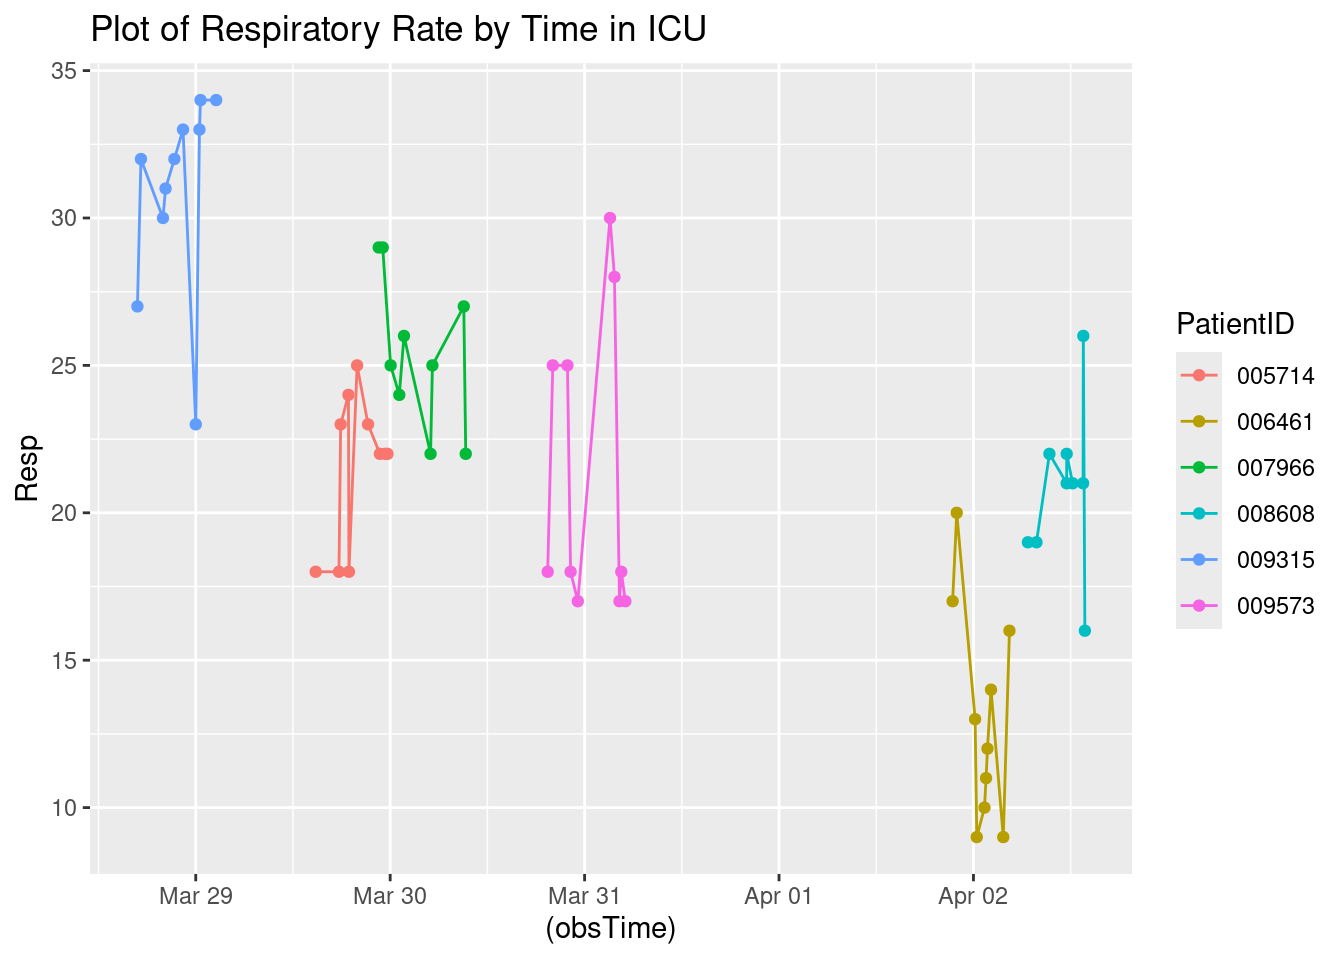 Plot of Respiratory Rate by Time in ICU
35
30
25
20
15
10
Resp
Mar 29 Mar 30 Mar 31 Apr 01 Apr 02
(obsTime)
PatientID
005714
006461
007966
008608
009315
009573